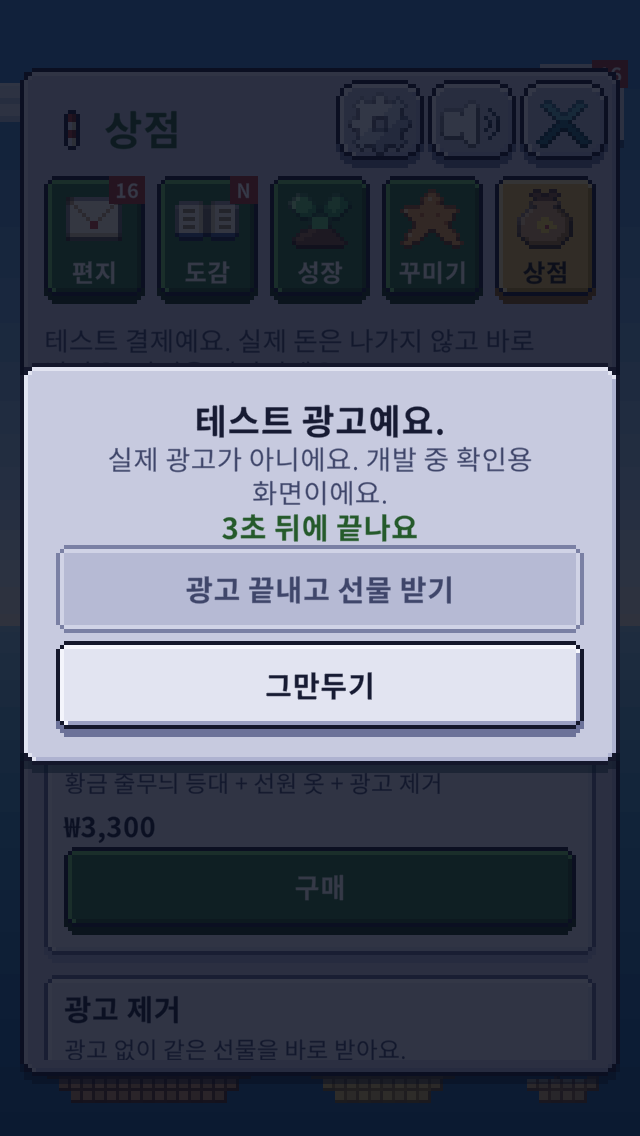 상점
16
N
편지
도감
성장
꾸미기
상점
테스트 결제예요. 실제 돈은 나가지 않고 바로
테스트 광고예요.
실제 광고가 아니에요. 개발 중 확인용
화면이에요.
3초 뒤에 끝나요
광고 끝내고 선물 받기
그만두기
황금 줄무늬 등대 + 선원 옷 + 광고 제거
₩3,300
구매
광고 제거
광고 없이 같은 선물을 바로 받아요.